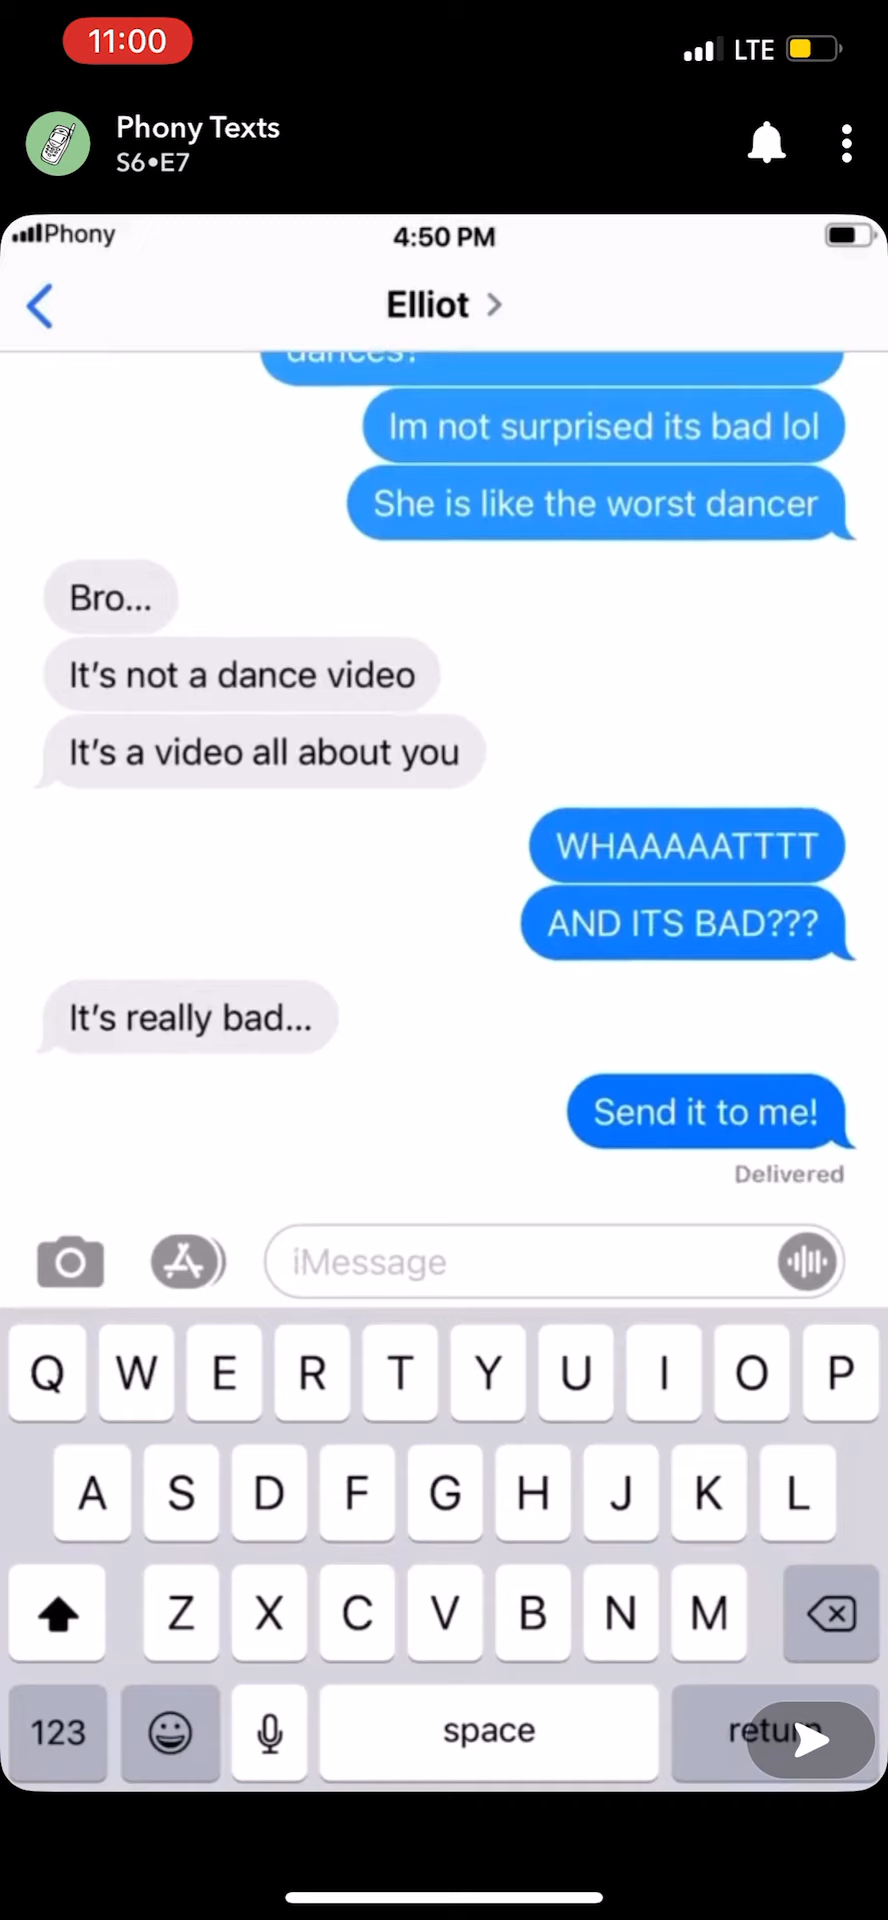 11:00
LTE
Phony Texts
S6•E7
Phony
4:50 PM
Elliot
dances?
Im not surprised its bad lol
She is like the worst dancer
Bro...
It's not a dance video
It's a video all about you
WHAAAAATTTT
AND ITS BAD???
It's really bad...
Send it to me!
Delivered
iMessage
Q W E R T Y U I O P
A S D F G H J K L
Z X C V B N M
123 space return